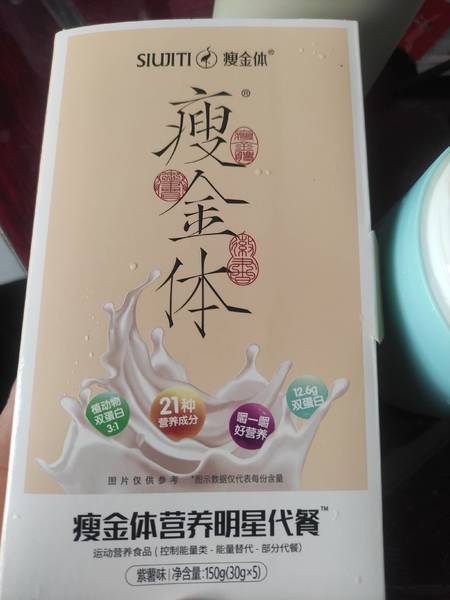 SIUJITI 瘦金体®
瘦®
金
体
植动物
双蛋白
3:1
21种
营养成分
嚼一嚼
好营养
12.6g
双蛋白
图片仅供参考 *图示数据仅代表每份含量
瘦金体营养明星代餐™
运动营养食品(控制能量类-能量替代-部分代餐)
紫薯味 净含量:150g(30g×5)